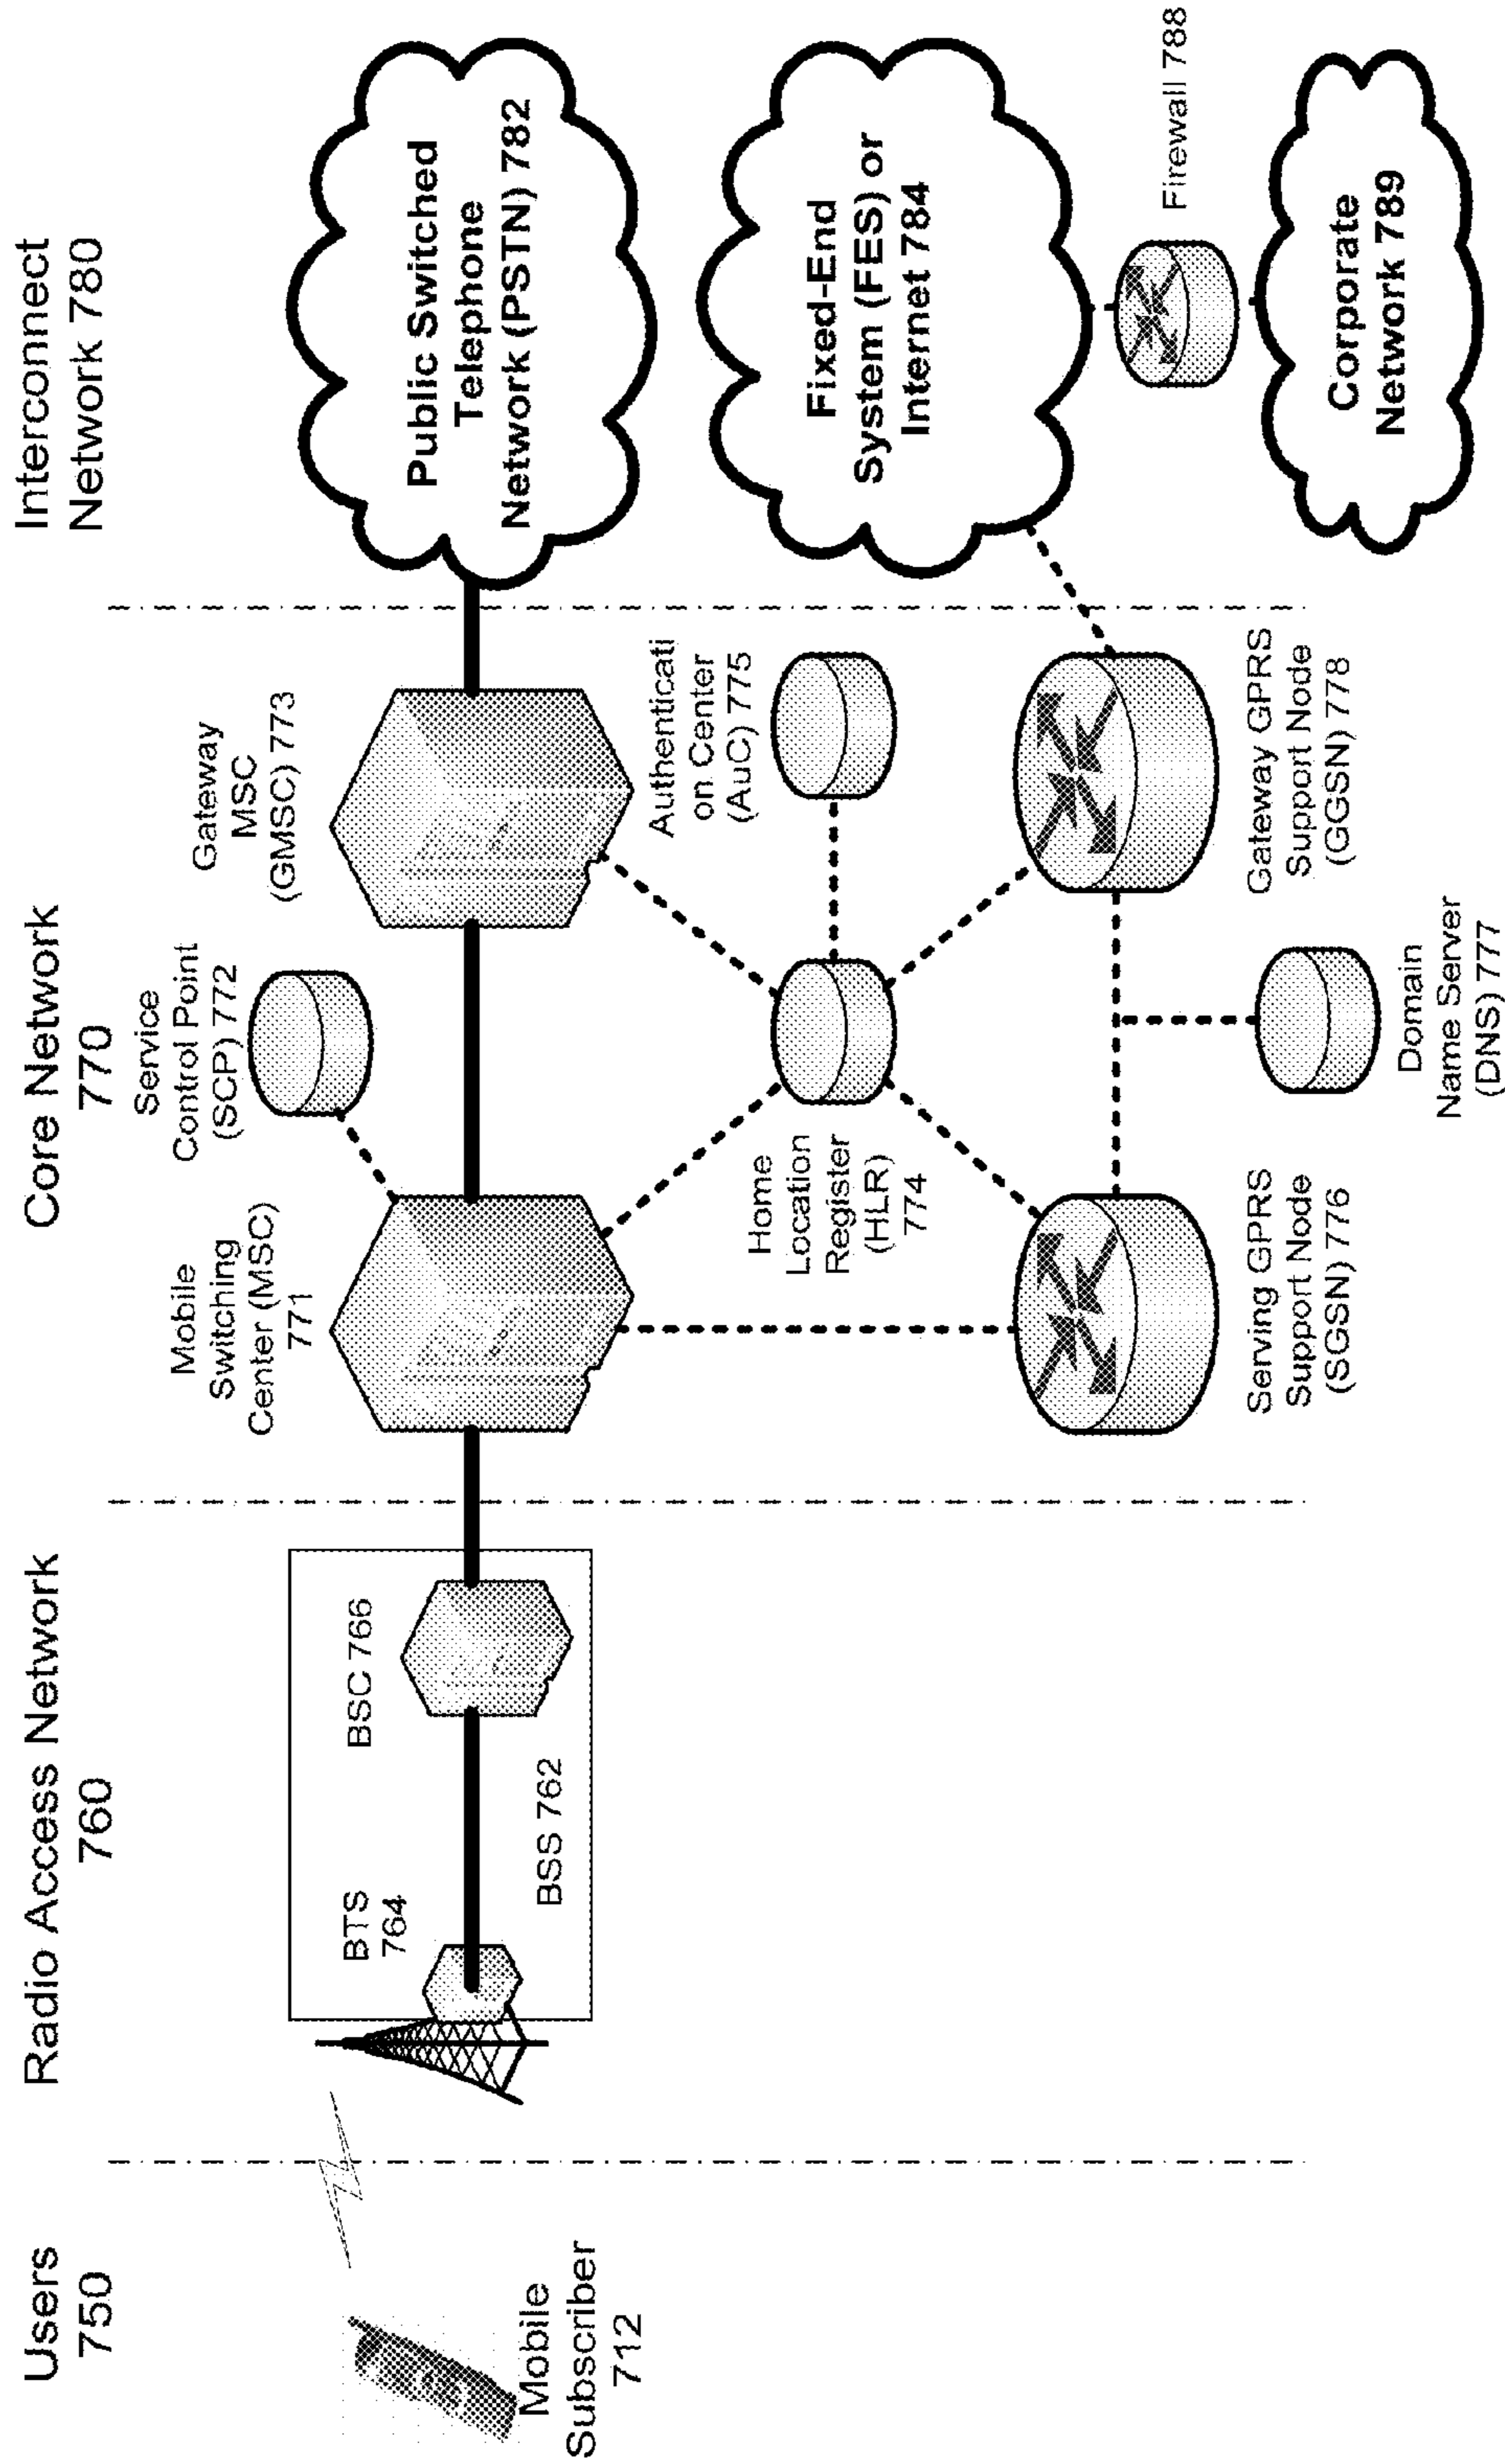 Users
750
Radio Access Network
760
Core Network
770
Interconnect
Network 780
Mobile
Subscriber
712
BTS
764
BSC 766
BSS 762
Mobile
Switching
Center (MSC)
771
Service
Control Point
(SCP) 772
Gateway
MSC
(GMSC) 773
Public Switched
Telephone
Network (PSTN) 782
Home
Location
Register
(HLR)
774
Authenticati
on Center
(AuC) 775
Fixed-End
System (FES) or
Internet 784
Firewall 788
Serving GPRS
Support Node
(SGSN) 776
Domain
Name Server
(DNS) 777
Gateway GPRS
Support Node
(GGSN) 778
Corporate
Network 789